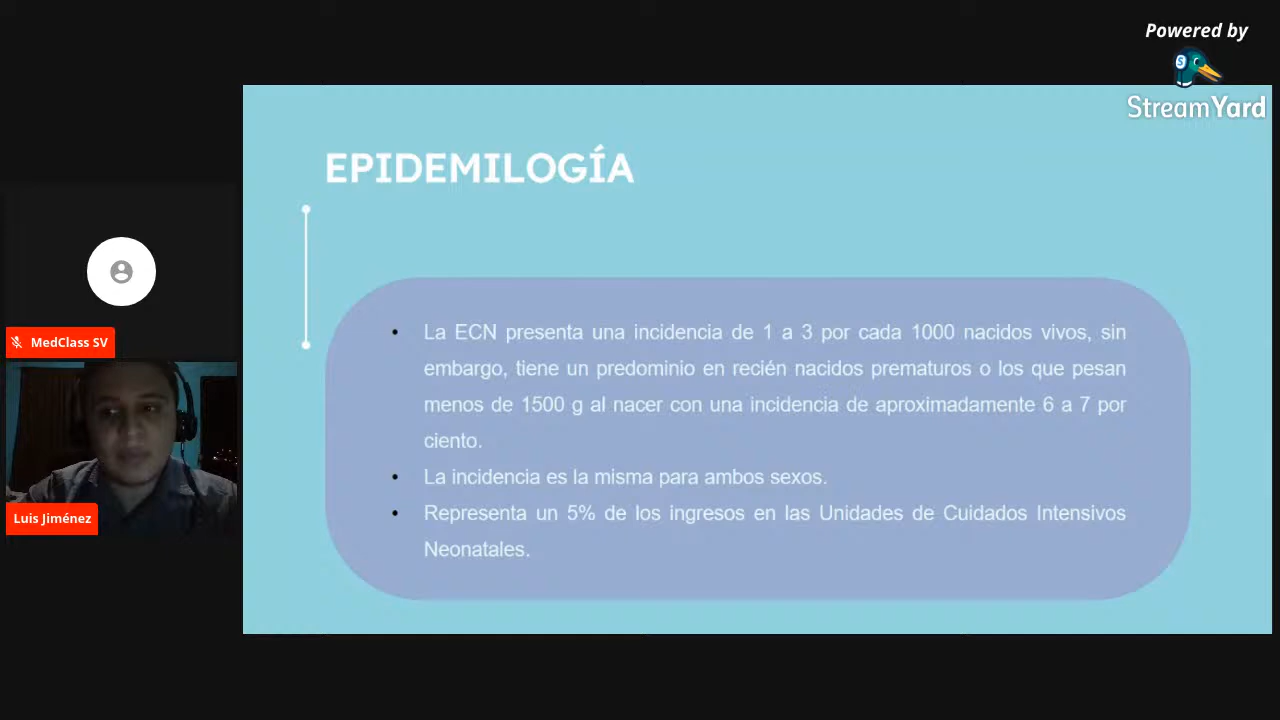 Powered by
StreamYard
EPIDEMILOGÍA
• La ECN presenta una incidencia de 1 a 3 por cada 1000 nacidos vivos, sin
embargo, tiene un predominio en recién nacidos prematuros o los que pesan
menos de 1500 g al nacer con una incidencia de aproximadamente 6 a 7 por
ciento.
• La incidencia es la misma para ambos sexos.
• Representa un 5% de los ingresos en las Unidades de Cuidados Intensivos
Neonatales.
MedClass SV
Luis Jiménez